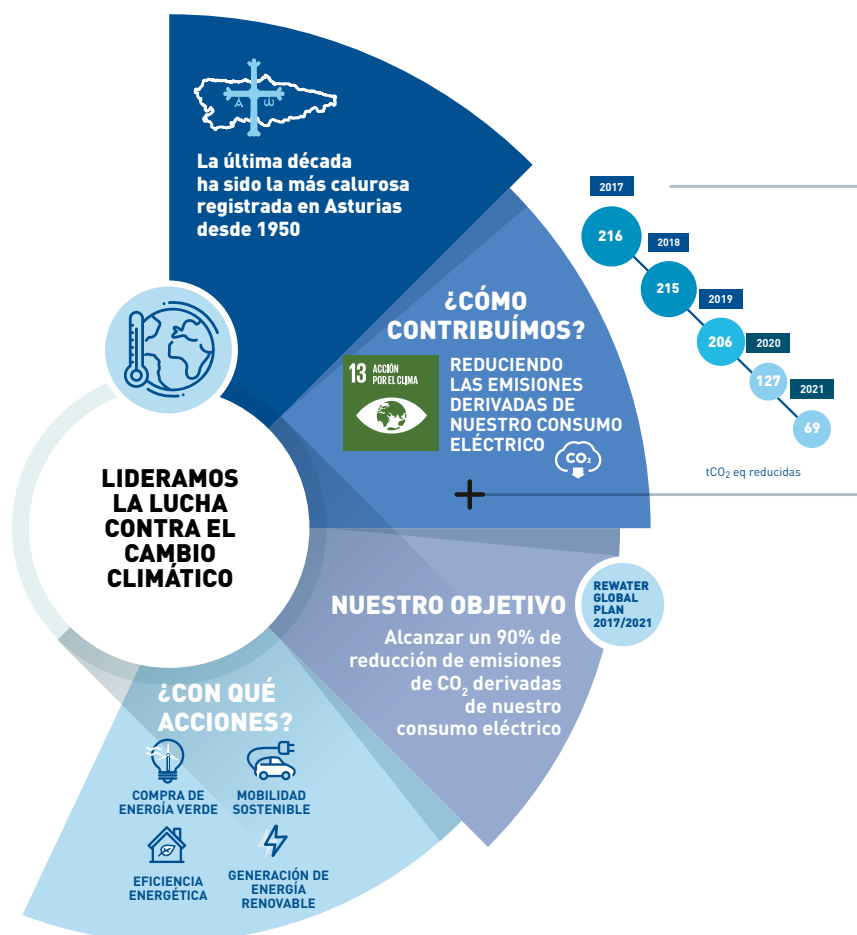 La última década
ha sido la más calurosa
registrada en Asturias
desde 1950
¿CÓMO
CONTRIBUÍMOS?
13 ACCIÓN
POR EL CLIMA
REDUCIENDO
LAS EMISIONES
DERIVADAS DE
NUESTRO CONSUMO
ELÉCTRICO
CO₂
+
2017
216
2018
215
2019
206
2020
127
2021
69
tCO₂ eq reducidas
LIDERAMOS
LA LUCHA
CONTRA EL
CAMBIO
CLIMÁTICO
NUESTRO OBJETIVO
Alcanzar un 90% de
reducción de emisiones
de CO₂ derivadas
de nuestro
consumo eléctrico
REWATER
GLOBAL
PLAN
2017/2021
¿CON QUÉ
ACCIONES?
COMPRA DE
ENERGÍA VERDE
MOBILIDAD
SOSTENIBLE
EFICIENCIA
ENERGÉTICA
GENERACIÓN DE
ENERGÍA
RENOVABLE